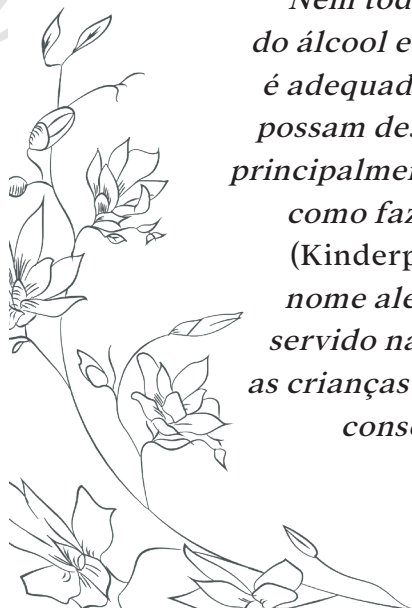 Nem tod
do álcool e
é adequad
possam des
principalmen
como faz
(Kinderp
nome ale
servido na
as crianças
conse